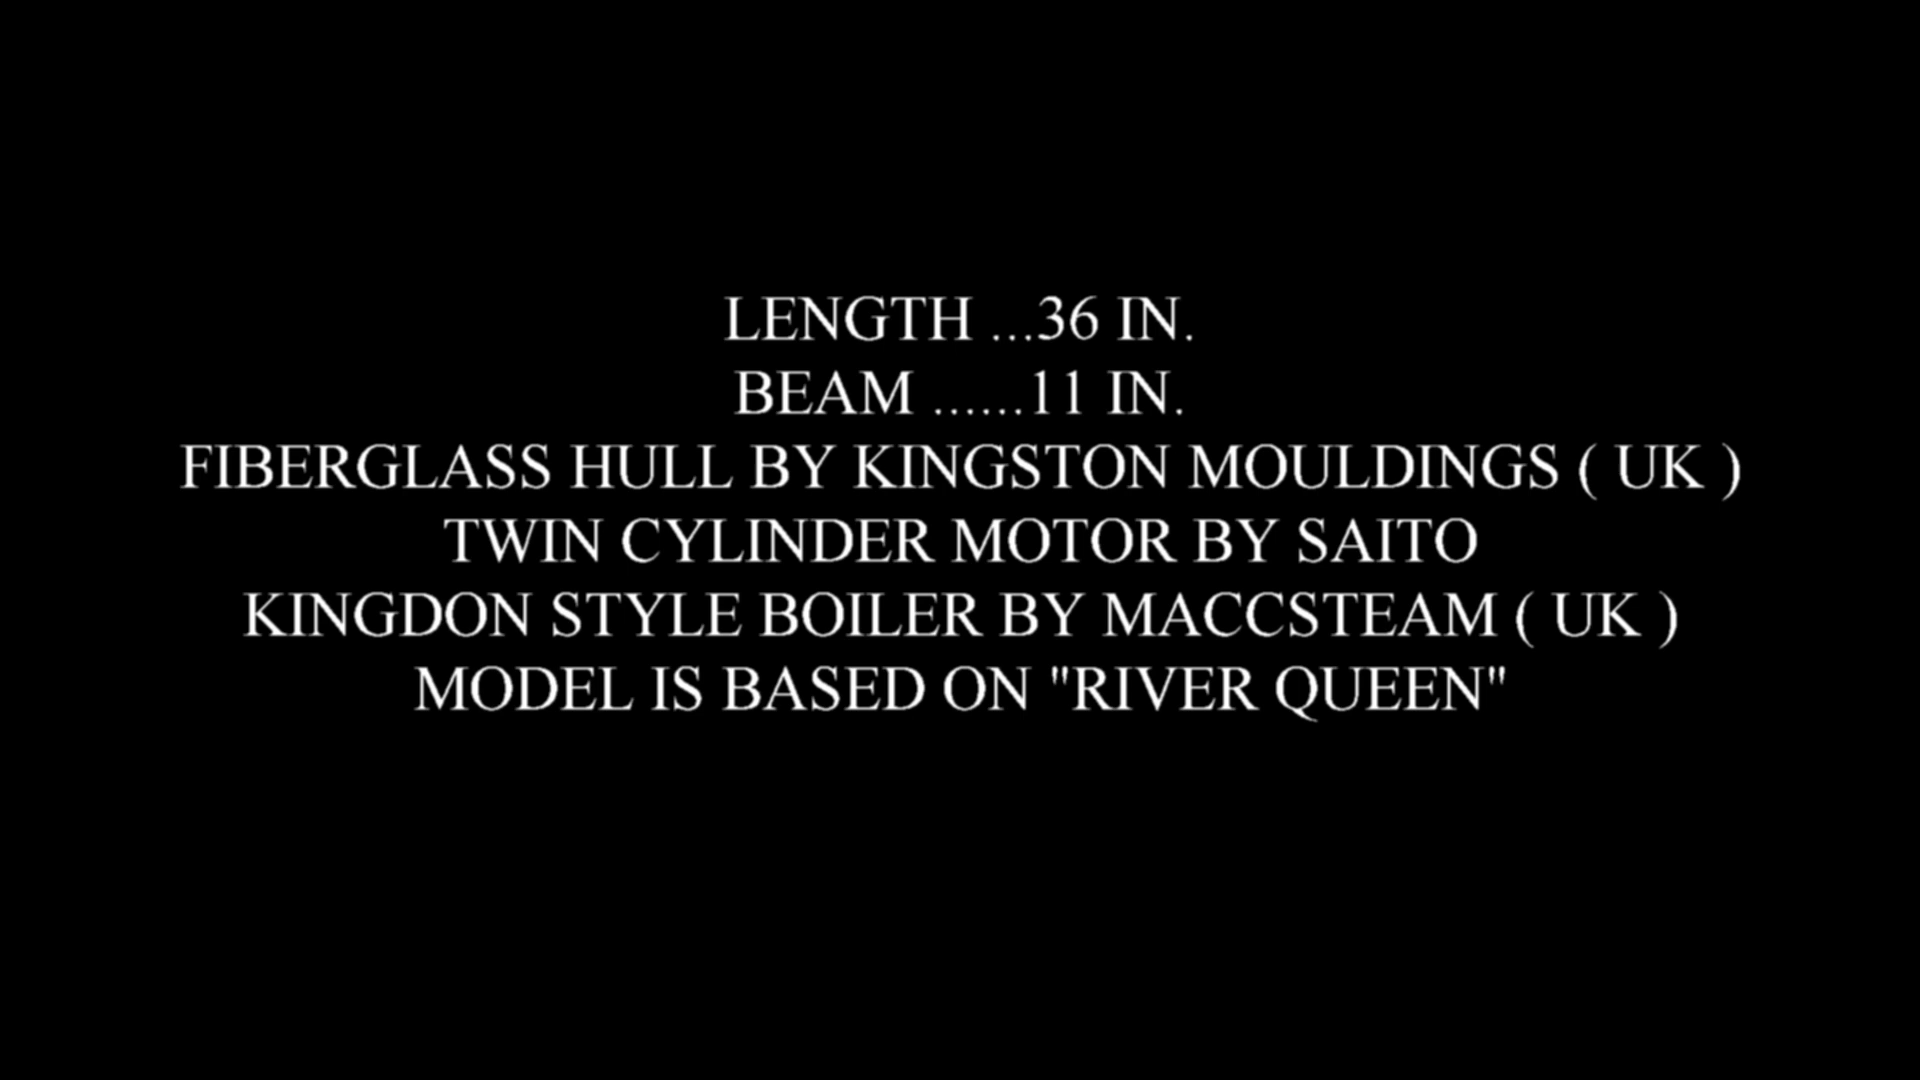 LENGTH ...36 IN.
BEAM ......11 IN.
FIBERGLASS HULL BY KINGSTON MOULDINGS ( UK )
TWIN CYLINDER MOTOR BY SAITO
KINGDON STYLE BOILER BY MACCSTEAM ( UK )
MODEL IS BASED ON "RIVER QUEEN"